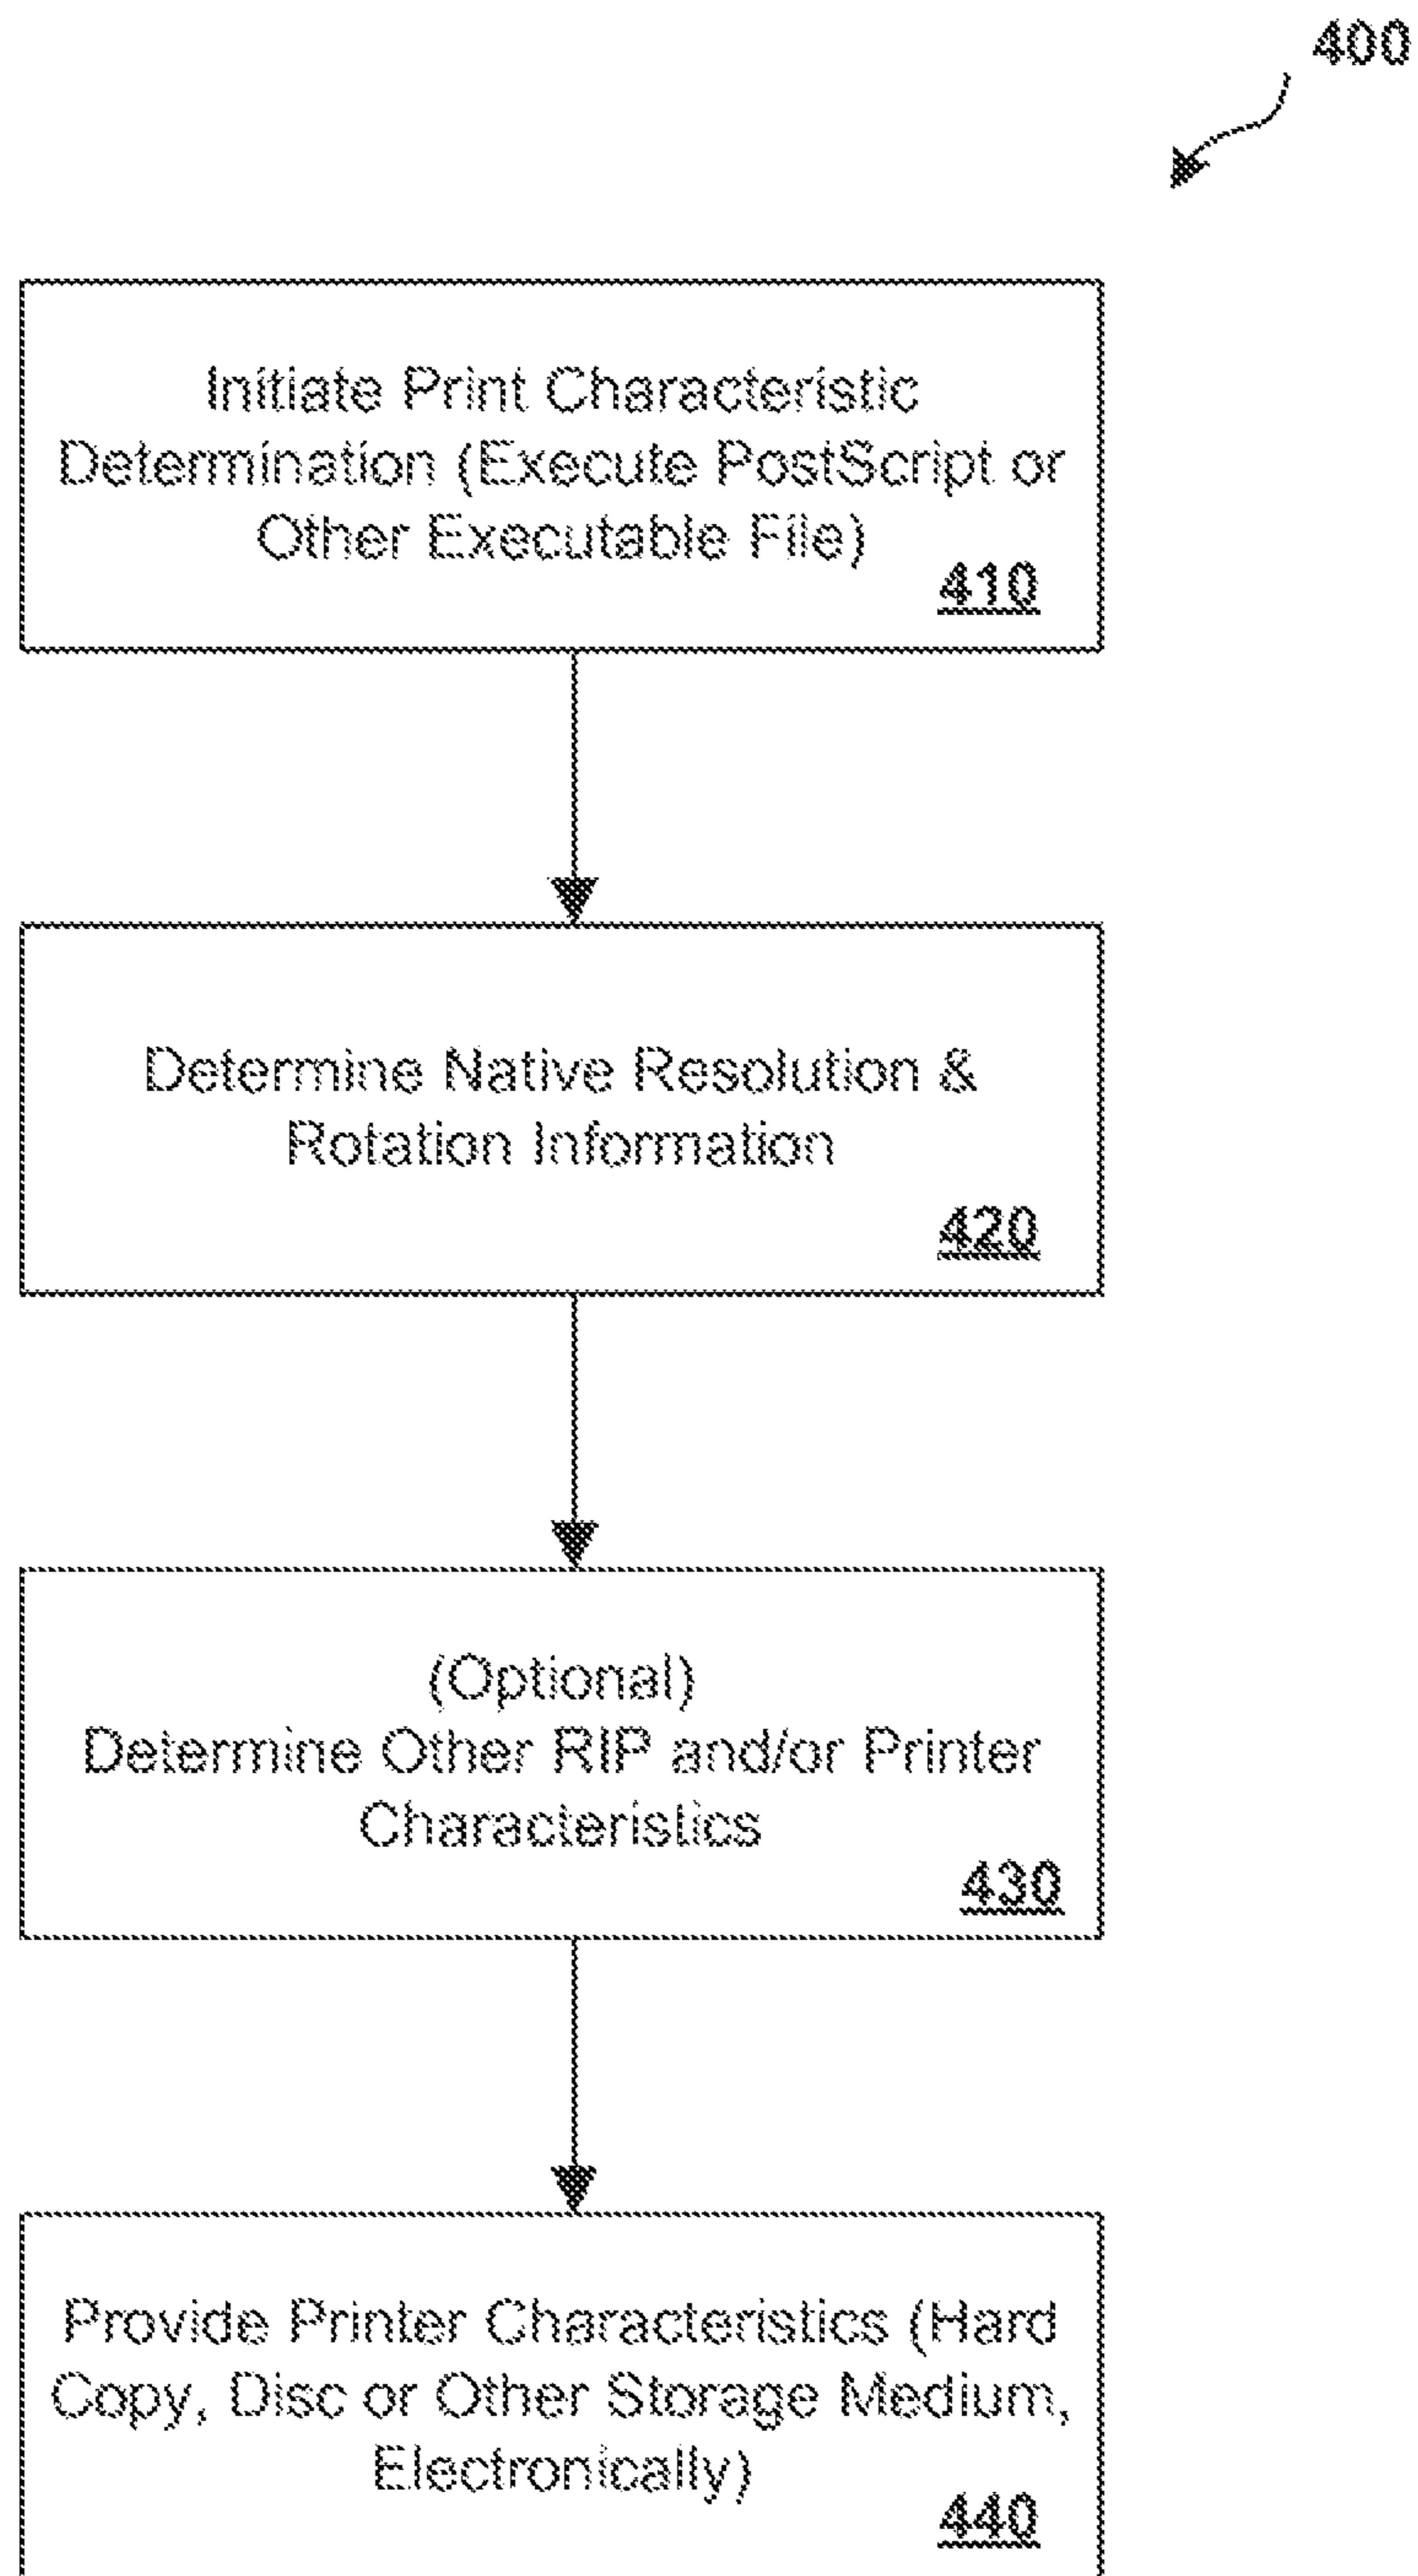 400
Initiate Print Characteristic
Determination (Execute PostScript or
Other Executable File)
410
Determine Native Resolution &
Rotation Information
420
(Optional)
Determine Other RIP and/or Printer
Characteristics
430
Provide Printer Characteristics (Hard
Copy, Disc or Other Storage Medium,
Electronically)
440